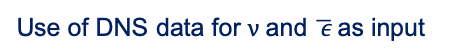 Use of DNS data for ν and ε̅ as input